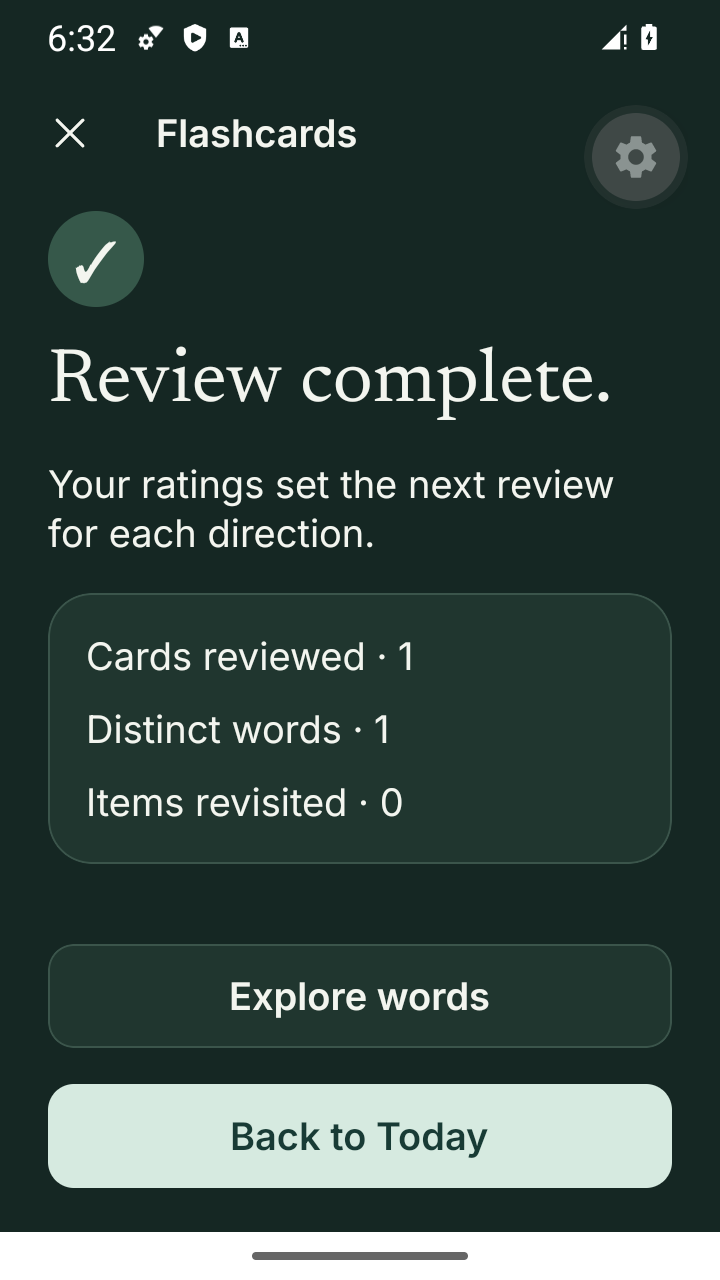 6:32
Flashcards
✓
Review complete.
Your ratings set the next review
for each direction.
Cards reviewed · 1
Distinct words · 1
Items revisited · 0
Explore words
Back to Today